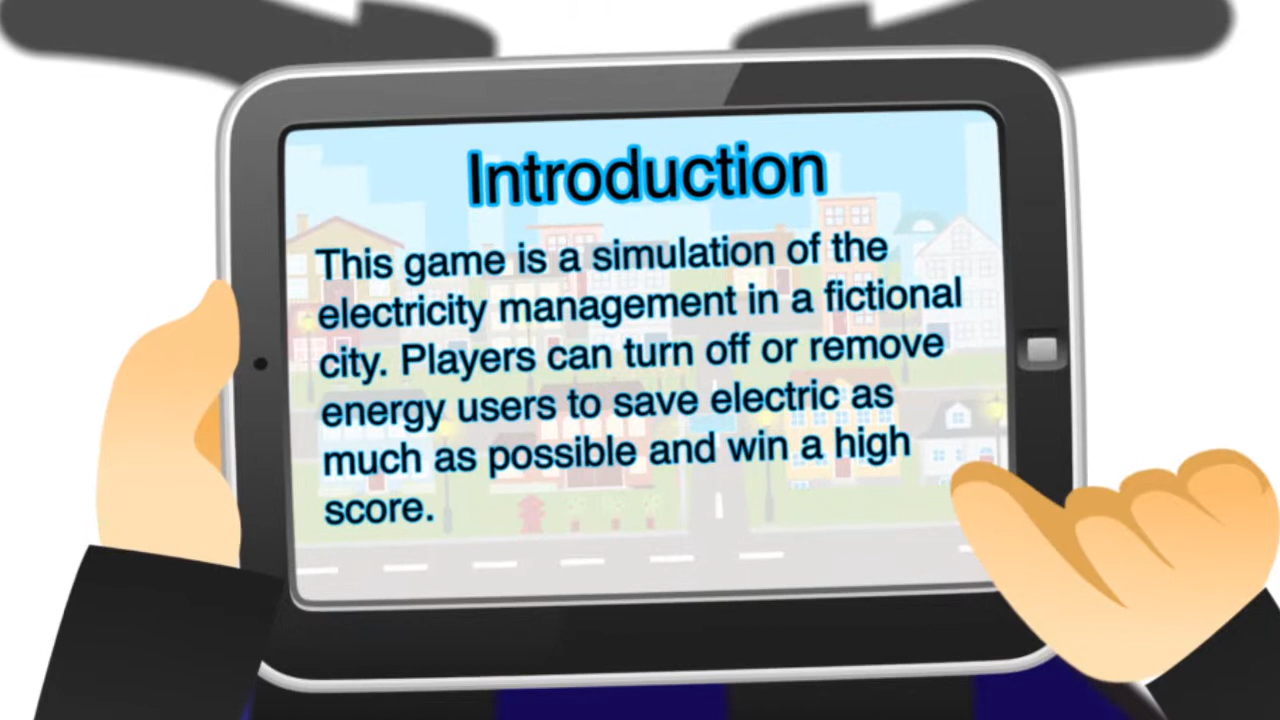 Introduction
This game is a simulation of the
electricity management in a fictional
city. Players can turn off or remove
energy users to save electric as
much as possible and win a high
score.